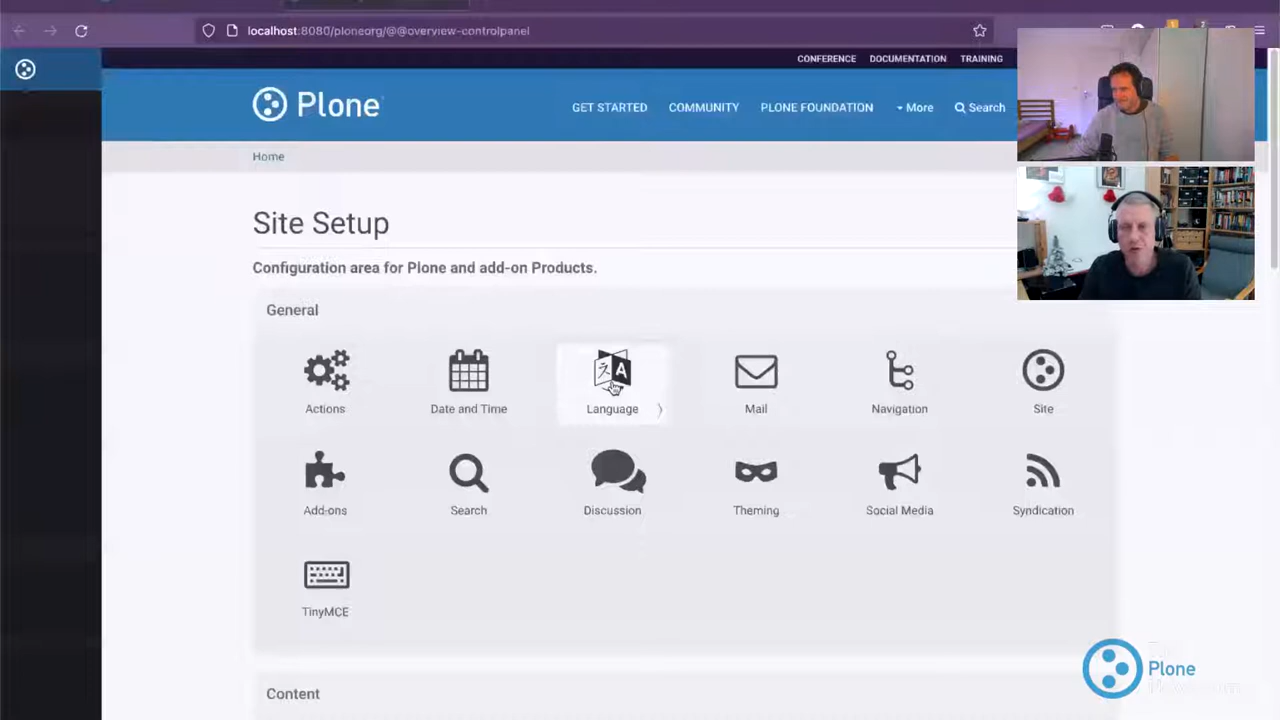 localhost:8080/ploneorg/@@overview-controlpanel
CONFERENCE DOCUMENTATION TRAINING
Plone
GET STARTED COMMUNITY PLONE FOUNDATION More Search
Home
Site Setup
Configuration area for Plone and add-on Products.
General
Actions Date and Time Language Mail Navigation Site
Add-ons Search Discussion Theming Social Media Syndication
TinyMCE
Content
Plone